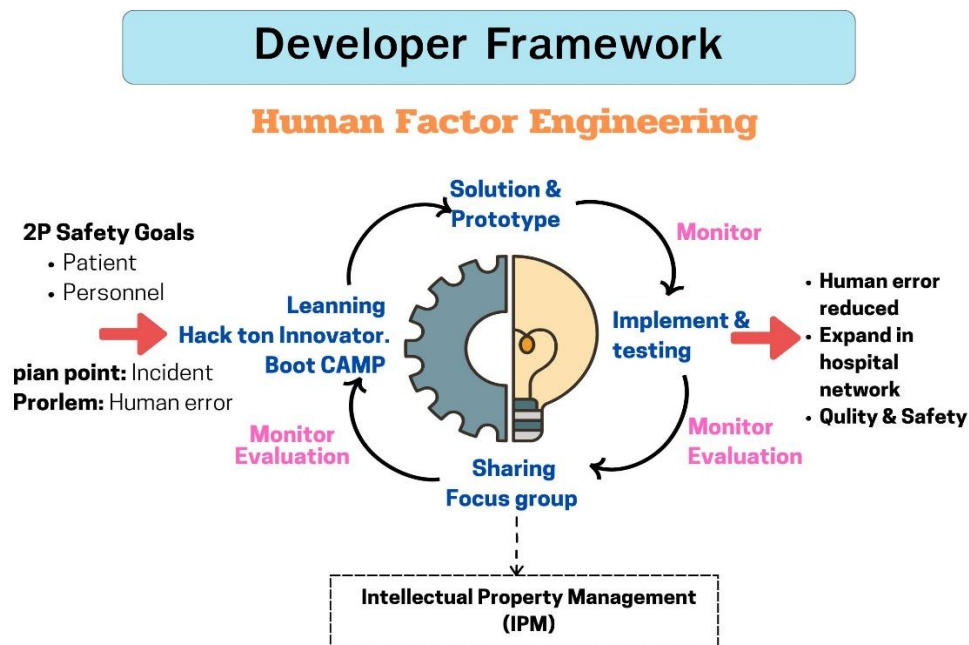 Developer Framework
Human Factor Engineering
2P Safety Goals
• Patient
• Personnel
pian point: Incident
Prorlem: Human error
Leanning
Hack ton Innovator.
Boot CAMP
Solution &
Prototype
Monitor
Implement &
testing
Monitor
Evaluation
Sharing
Focus group
Monitor
Evaluation
• Human error
reduced
• Expand in
hospital
network
• Qulity & Safety
Intellectual Property Management
(IPM)